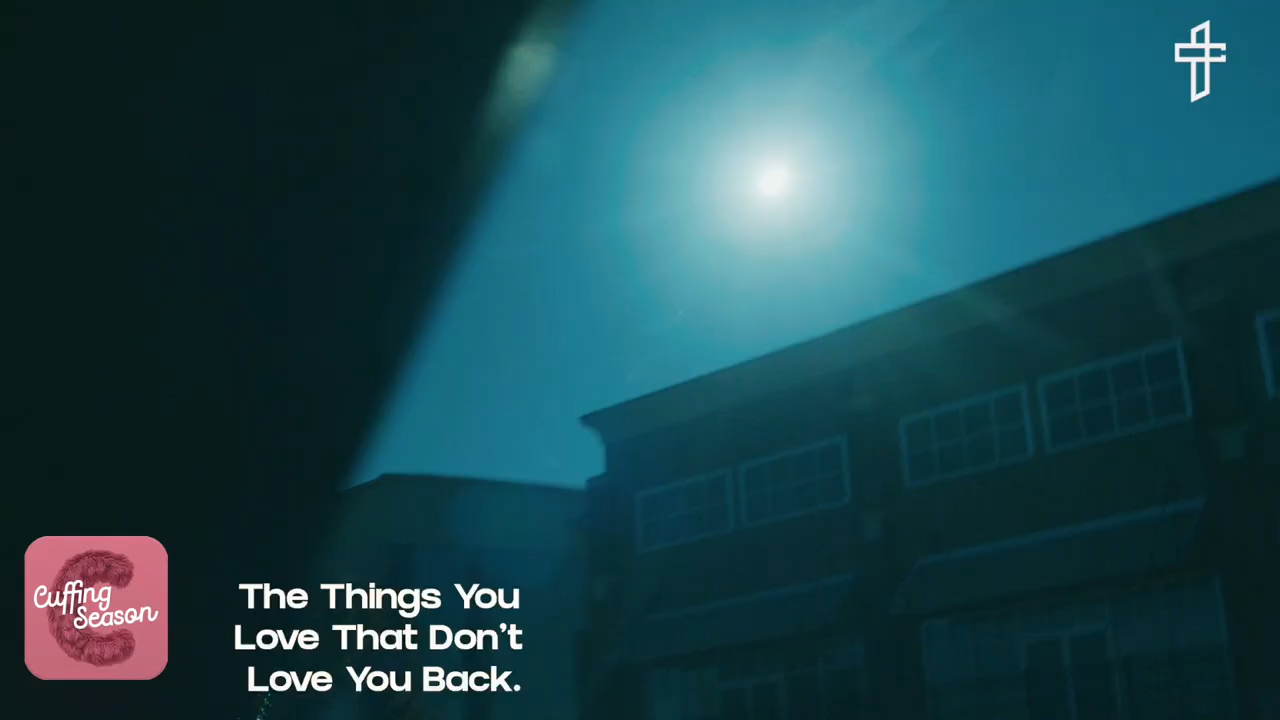 Cuffing
Season
The Things You
Love That Don't
Love You Back.